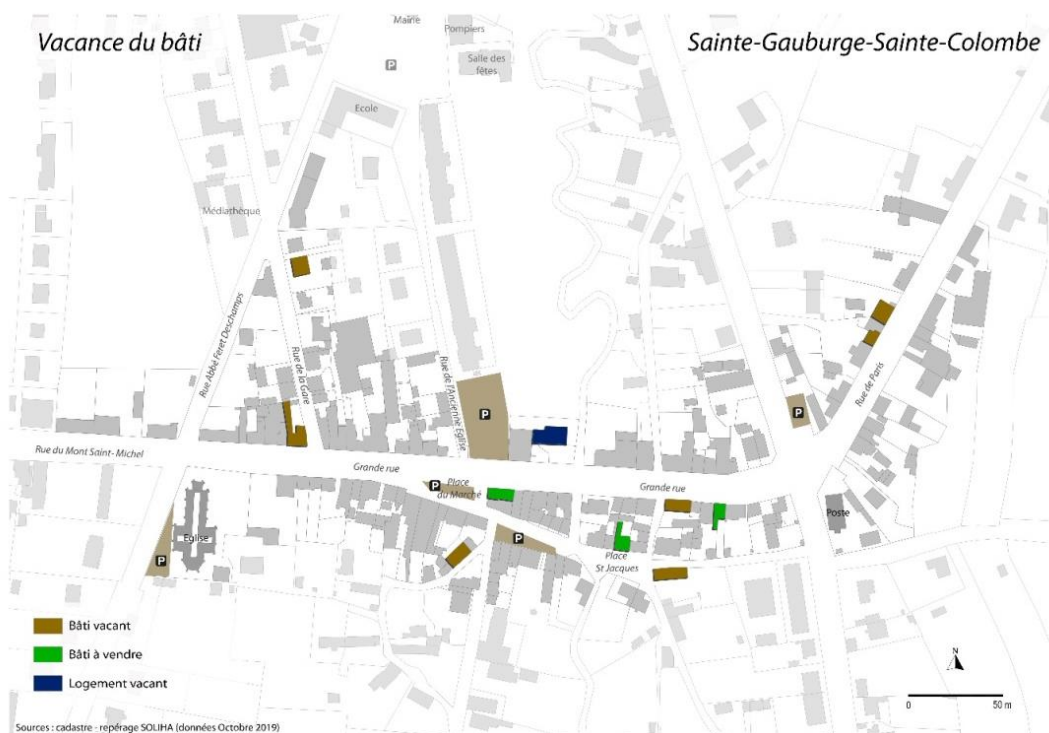 Vacance du bâti
Sainte-Gauburge-Sainte-Colombe
Mairie
Pompiers
P
Salle des
fêtes
Ecole
Médiathèque
Rue Abbé Feret Deschamps
Rue de la Gare
Rue de l'Ancienne Eglise
P
P
Rue de Paris
Rue du Mont Saint-Michel
Grande rue
P
Place
du Marché
Grande rue
Poste
Eglise
P
P
Place
St Jacques
Bâti vacant
Bâti à vendre
Logement vacant
N
0 50 m
Sources : cadastre - repérage SOLIHA (données Octobre 2019)